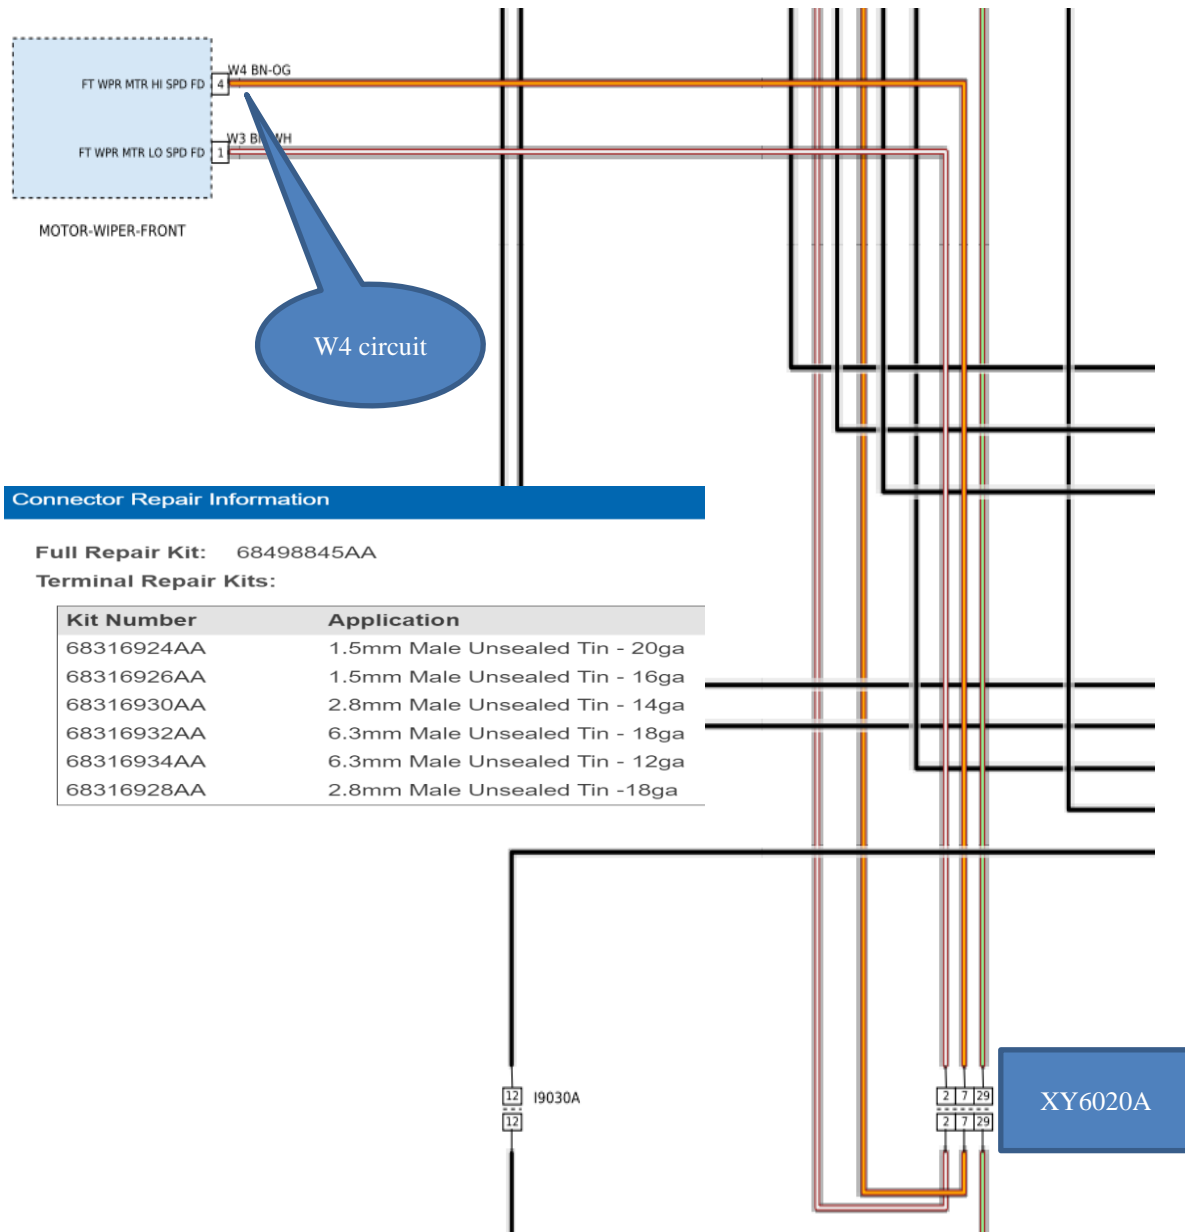 W4 BN-OG
FT WPR MTR HI SPD FD 4
W3 BN-WH
FT WPR MTR LO SPD FD 1
MOTOR-WIPER-FRONT
W4 circuit
Connector Repair Information
Full Repair Kit: 68498845AA
Terminal Repair Kits:
Kit Number Application
68316924AA 1.5mm Male Unsealed Tin - 20ga
68316926AA 1.5mm Male Unsealed Tin - 16ga
68316930AA 2.8mm Male Unsealed Tin - 14ga
68316932AA 6.3mm Male Unsealed Tin - 18ga
68316934AA 6.3mm Male Unsealed Tin - 12ga
68316928AA 2.8mm Male Unsealed Tin -18ga
12 I9030A
12
2 7 29
2 7 29
XY6020A